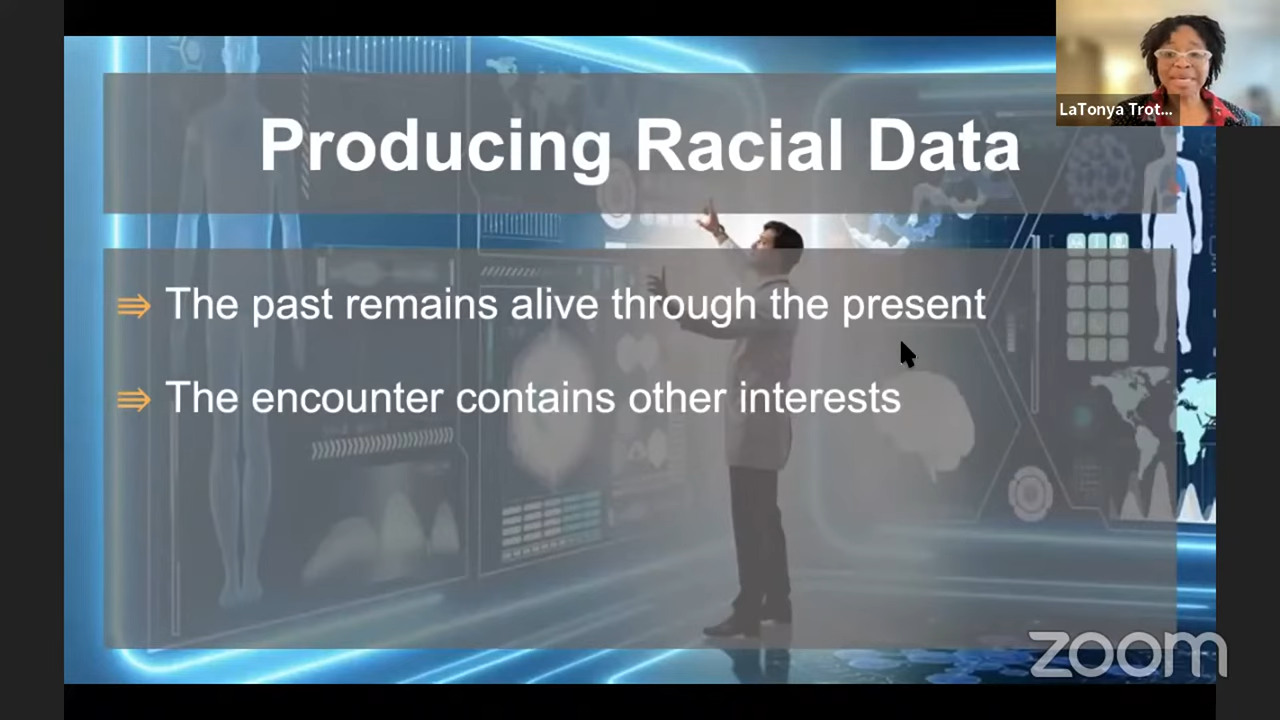 Producing Racial Data
LaTonya Trot...
⇛ The past remains alive through the present
⇛ The encounter contains other interests
zoom